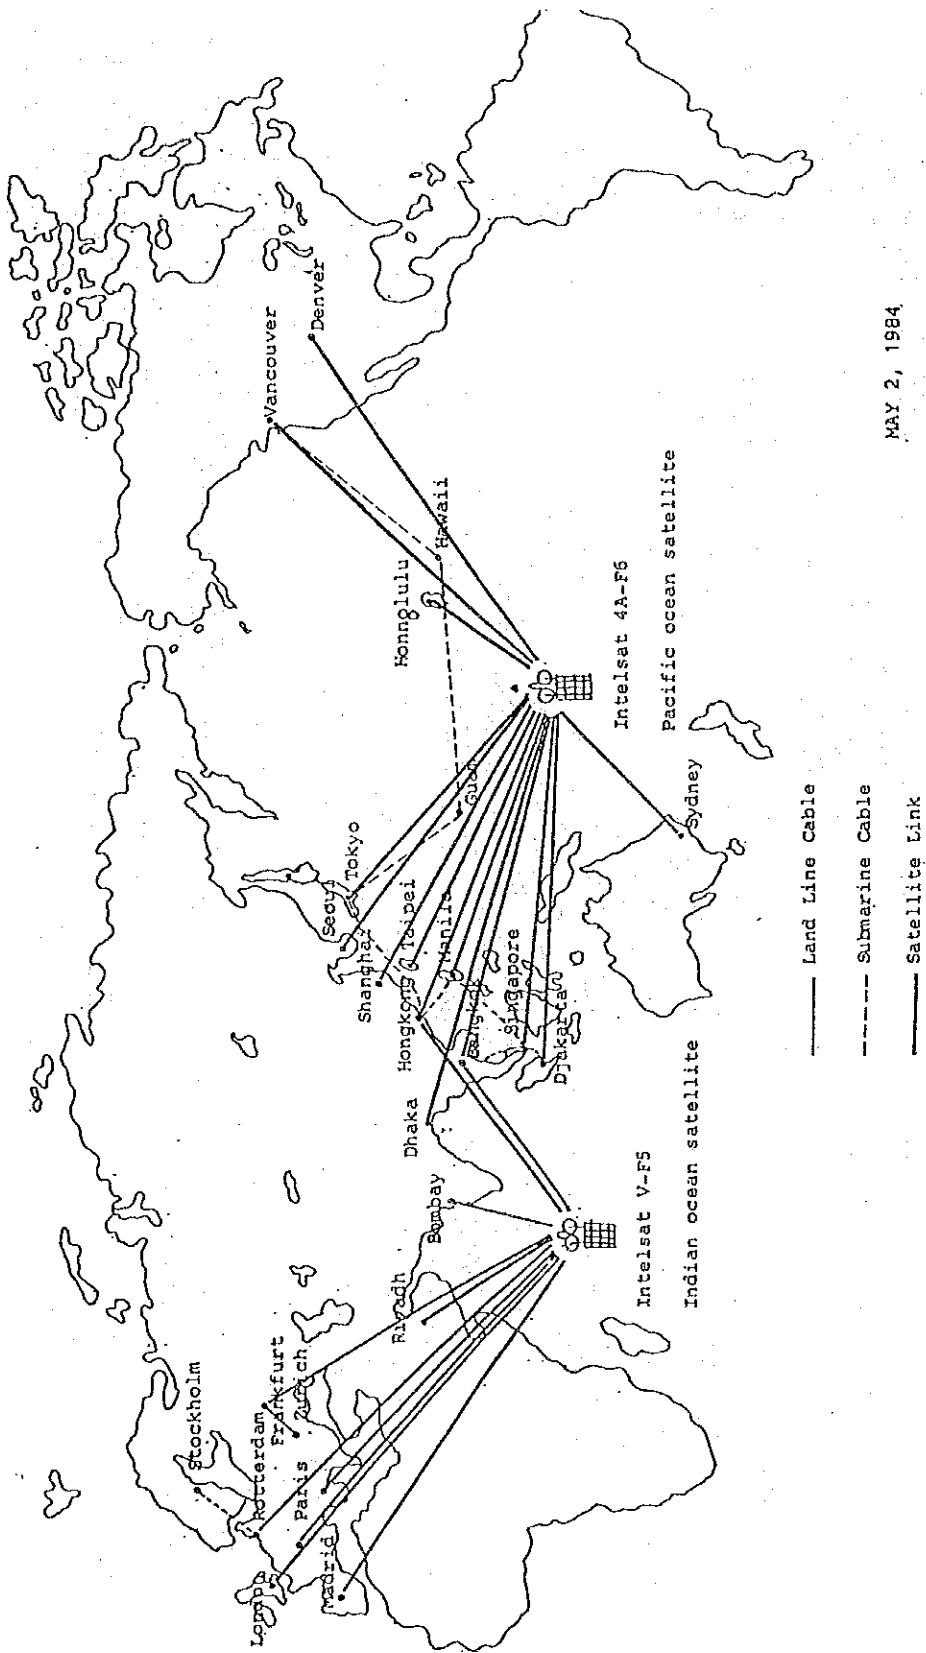 Stockholm
Rotterdam
Frankfurt
Zurich
Paris
Madrid
Riyadh
Bombay
Dhaka
Hongkong
Shanghai
Seoul
Tokyo
Taipei
Manila
Bangkok
Singapore
Djakarta
Guam
Honnglulu
Hawaii
Vancouver
Denver
Sydney
Intelsat V-F5
Indian ocean satellite
Intelsat 4A-F6
Pacific ocean satellite
Land Line Cable
Submarine Cable
Satellite Link
MAY 2, 1984